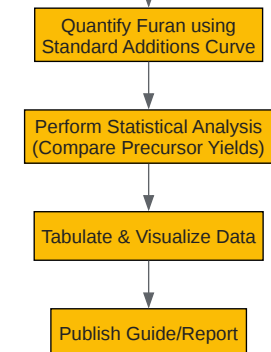 Quantify Furan using
Standard Additions Curve
Perform Statistical Analysis
(Compare Precursor Yields)
Tabulate & Visualize Data
Publish Guide/Report